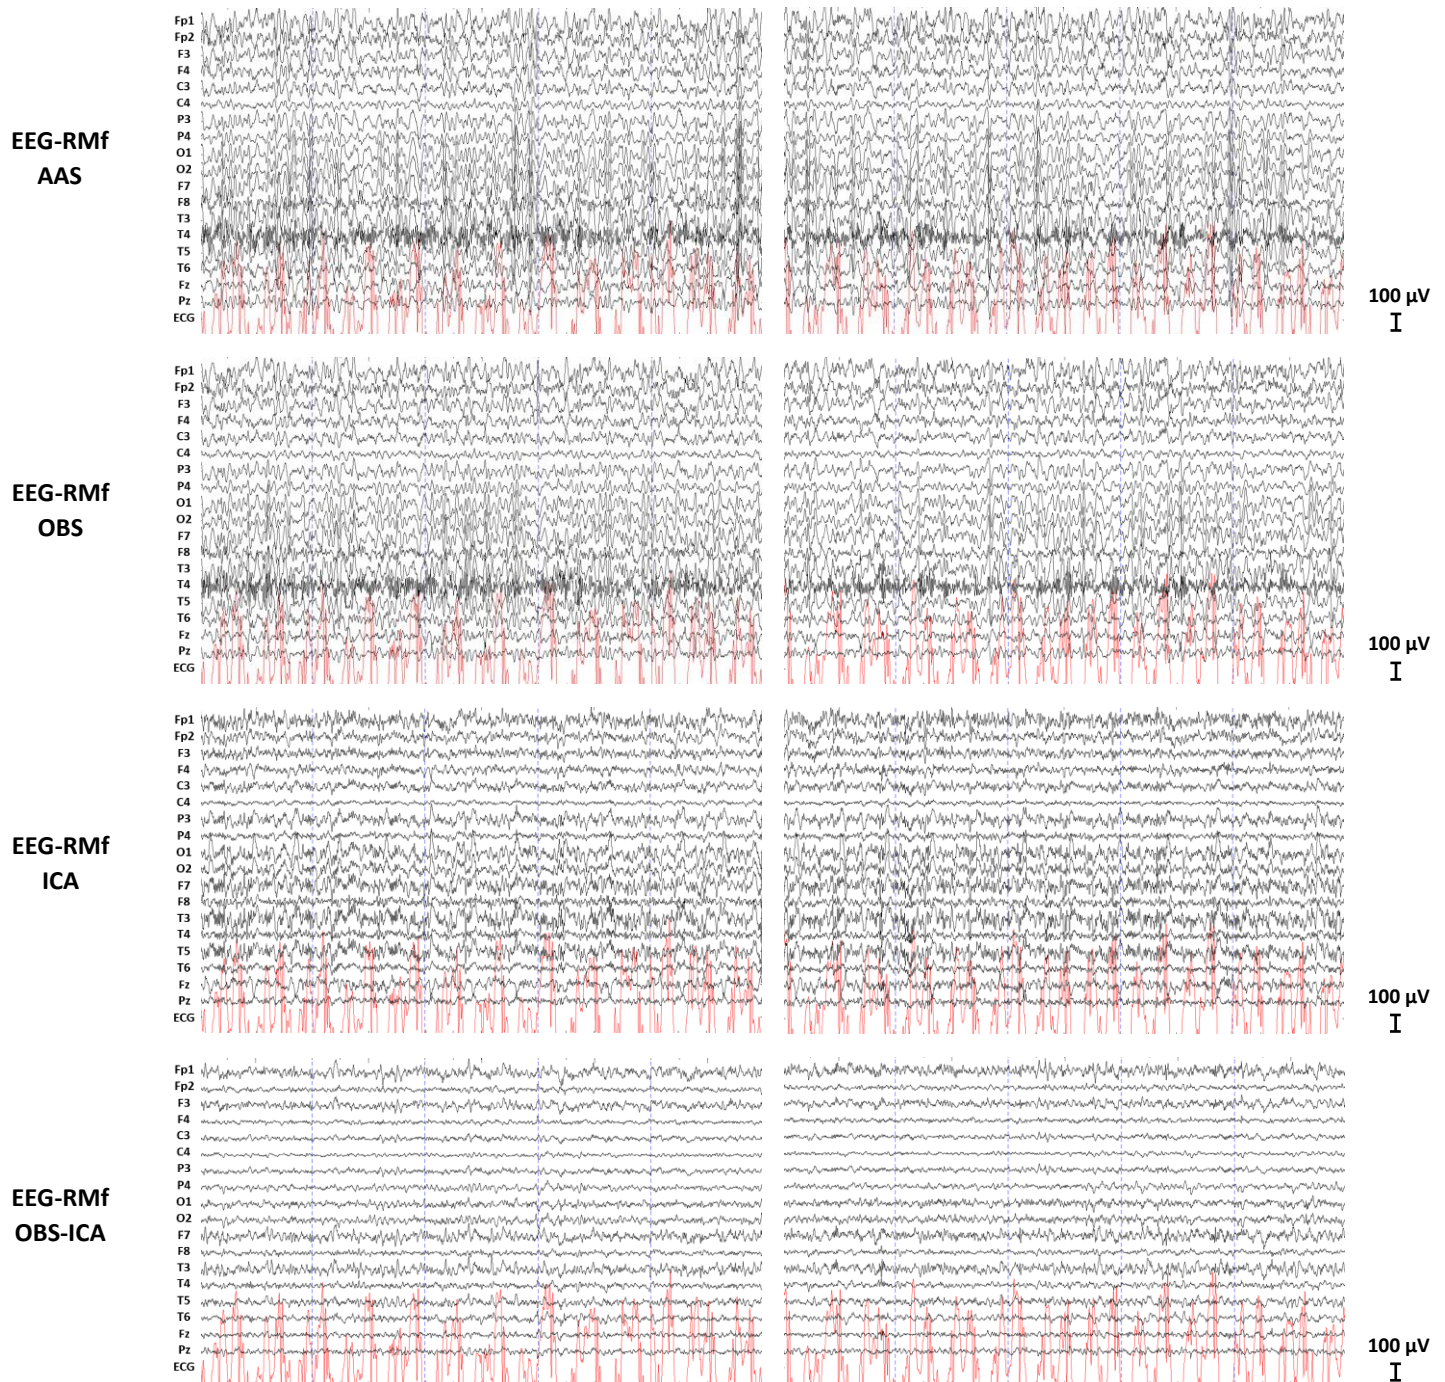 Fp1
Fp2
F3
F4
C3
C4
P3
P4
O1
O2
F7
F8
T3
T4
T5
T6
Fz
Pz
ECG
EEG-RMf
AAS
100 µV
Fp1
Fp2
F3
F4
C3
C4
P3
P4
O1
O2
F7
F8
T3
T4
T5
T6
Fz
Pz
ECG
EEG-RMf
OBS
100 µV
Fp1
Fp2
F3
F4
C3
C4
P3
P4
O1
O2
F7
F8
T3
T4
T5
T6
Fz
Pz
ECG
EEG-RMf
ICA
100 µV
Fp1
Fp2
F3
F4
C3
C4
P3
P4
O1
O2
F7
F8
T3
T4
T5
T6
Fz
Pz
ECG
EEG-RMf
OBS-ICA
100 µV